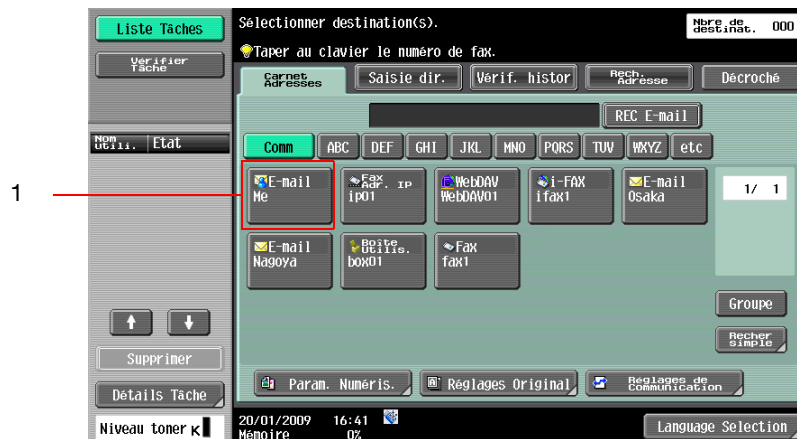 Liste Tâches
Vérifier
Tâche
Nom
Utili.
Etat
Supprimer
Détails Tâche
Niveau toner K
Sélectionner destination(s).
Nbre de
destinat.
000
Taper au clavier le numéro de fax.
Carnet
Adresses
Saisie dir.
Vérif. histor
Rech.
Adresse
Décroché
REC E-mail
Comm
ABC
DEF
GHI
JKL
MNO
PQRS
TUV
WXYZ
etc
1
E-mail
Me
Fax
Adr. IP
ip01
WebDAV
WebDAV01
i-FAX
ifax1
E-mail
Osaka
1/ 1
E-mail
Nagoya
Boîte
Utilis.
box01
Fax
fax1
Groupe
Recher
simple
Param. Numéris.
Réglages Original
Réglages de
Communication
20/01/2009 16:41
Mémoire 0%
Language Selection